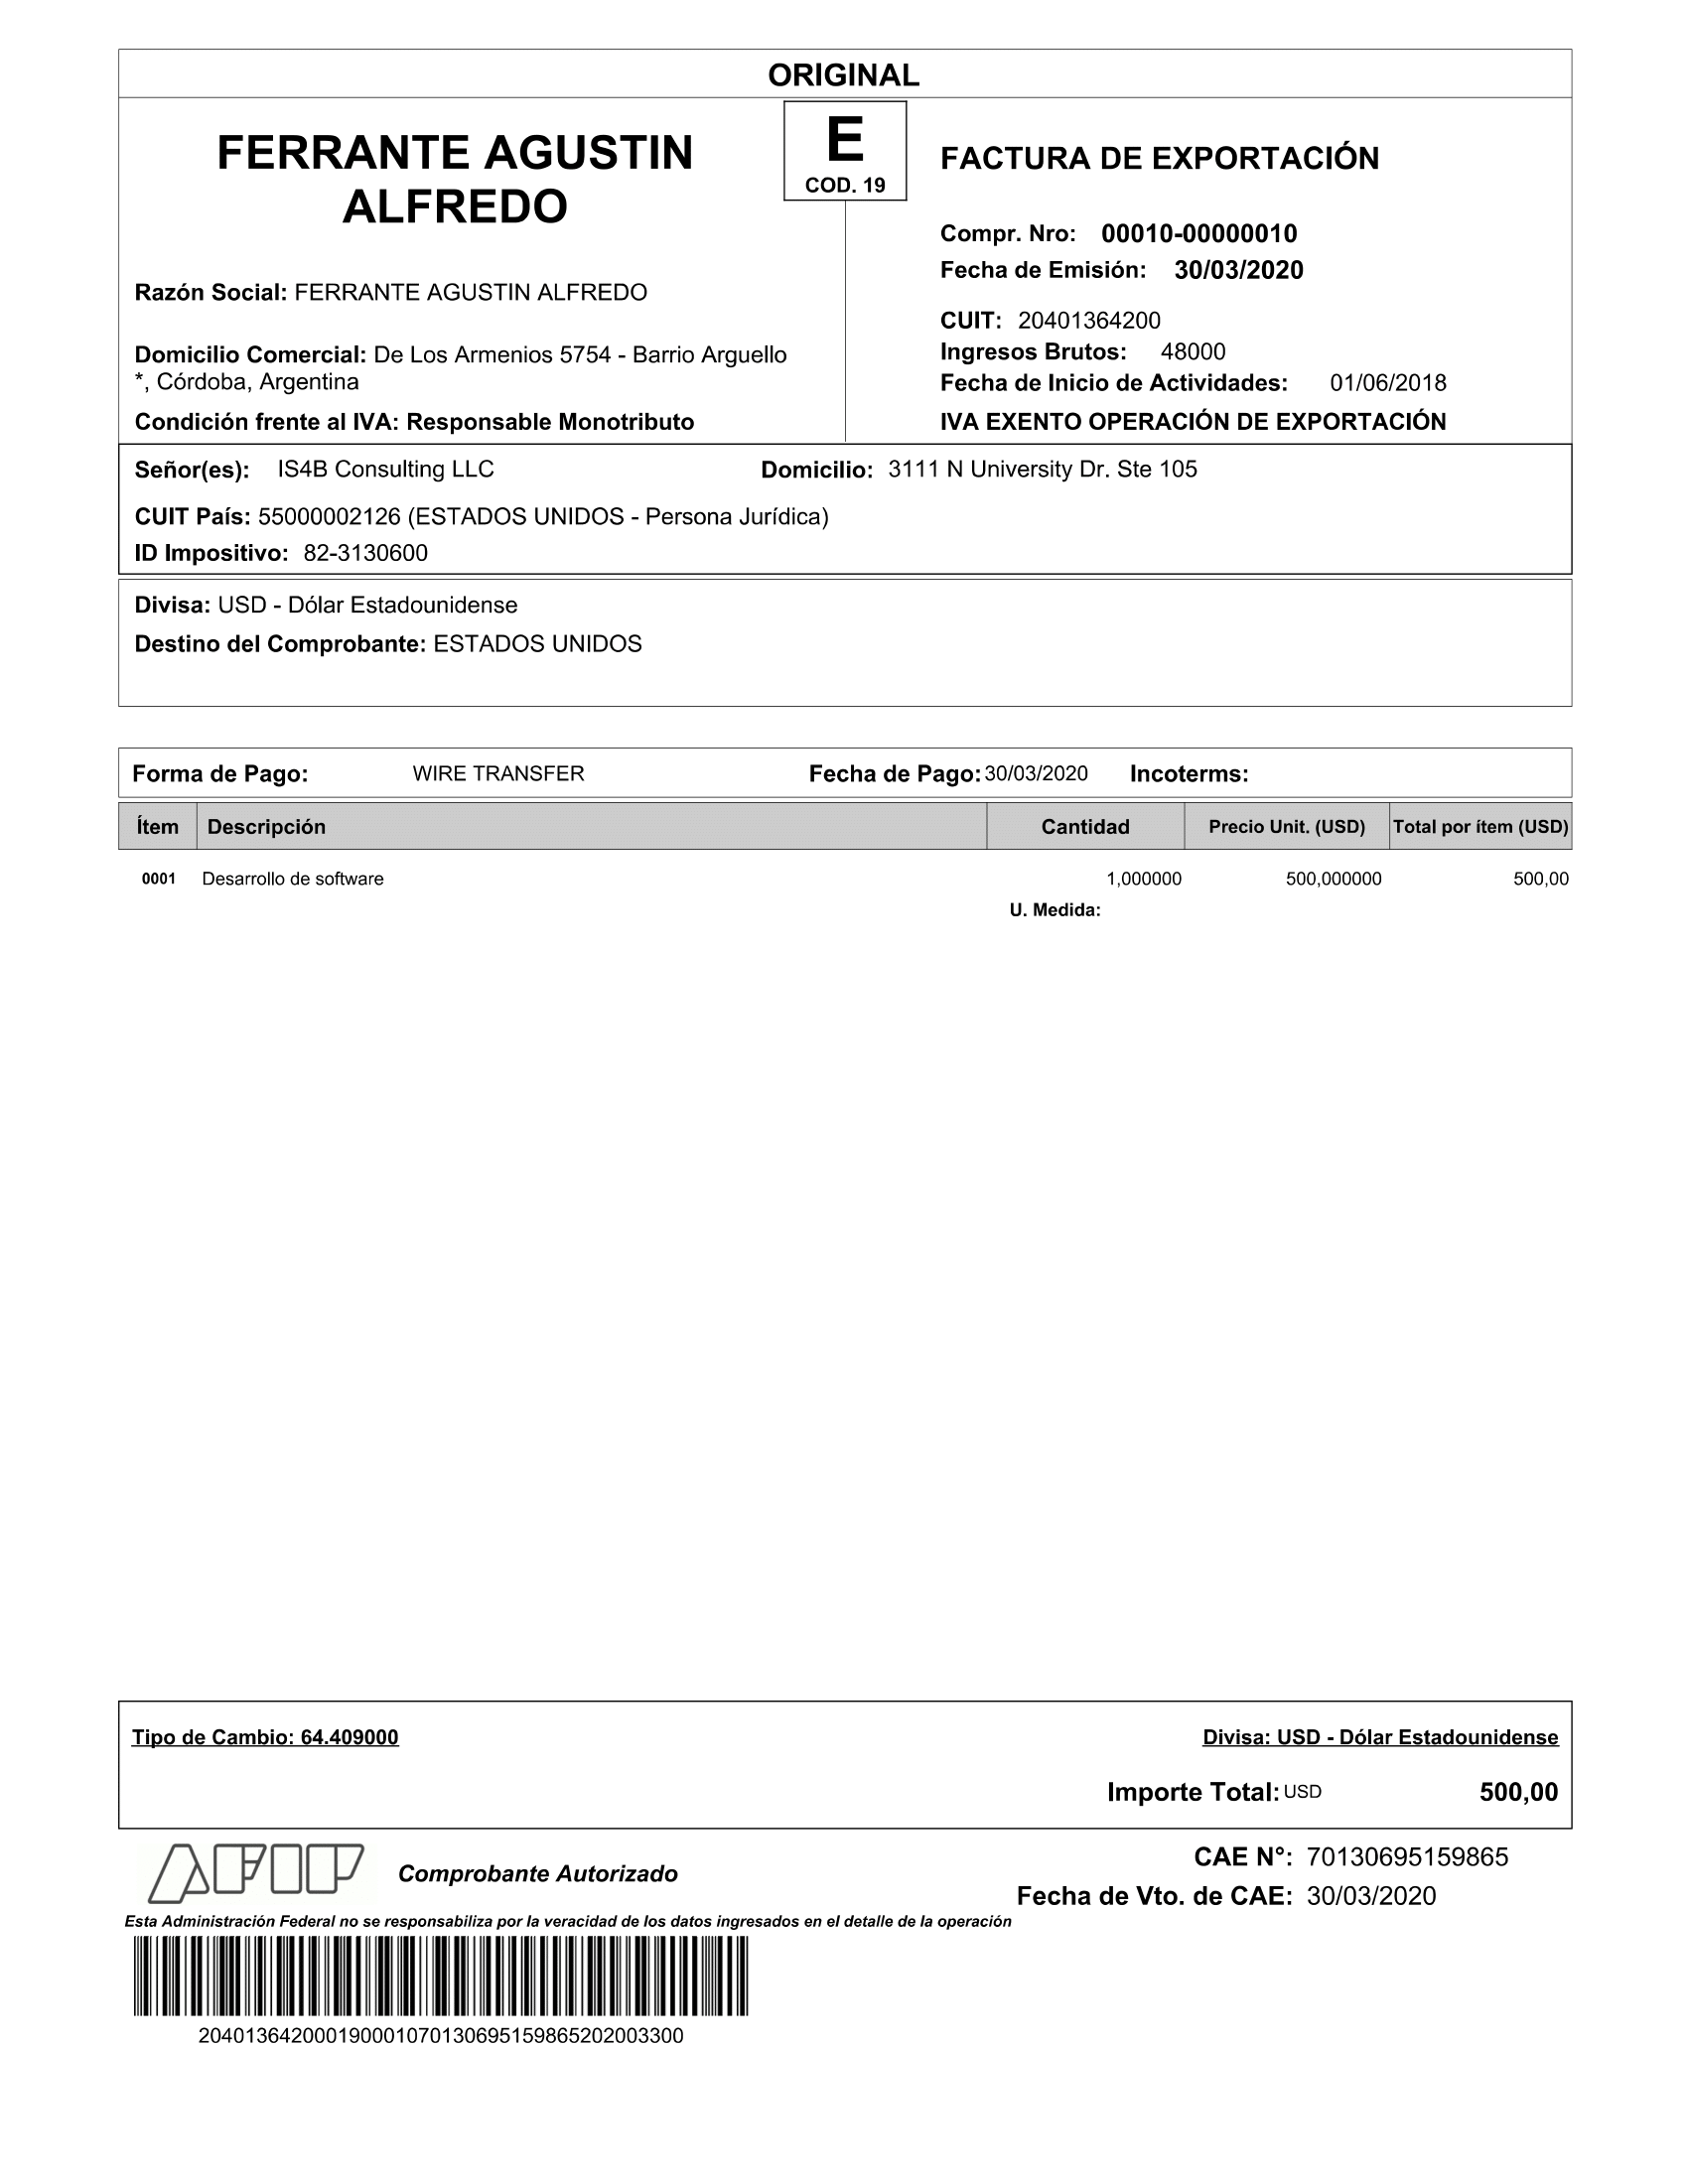 ORIGINAL
FERRANTE AGUSTIN
ALFREDO
E
COD. 19
FACTURA DE EXPORTACIÓN
Compr. Nro: 00010-00000010
Fecha de Emisión: 30/03/2020
Razón Social: FERRANTE AGUSTIN ALFREDO
CUIT: 20401364200
Domicilio Comercial: De Los Armenios 5754 - Barrio Arguello
*, Córdoba, Argentina
Ingresos Brutos: 48000
Fecha de Inicio de Actividades: 01/06/2018
Condición frente al IVA: Responsable Monotributo
IVA EXENTO OPERACIÓN DE EXPORTACIÓN
Señor(es): IS4B Consulting LLC Domicilio: 3111 N University Dr. Ste 105
CUIT País: 55000002126 (ESTADOS UNIDOS - Persona Jurídica)
ID Impositivo: 82-3130600
Divisa: USD - Dólar Estadounidense
Destino del Comprobante: ESTADOS UNIDOS
Forma de Pago: WIRE TRANSFER Fecha de Pago: 30/03/2020 Incoterms:
Ítem Descripción Cantidad Precio Unit. (USD) Total por ítem (USD)
0001 Desarrollo de software 1,000000 500,000000 500,00
U. Medida:
Tipo de Cambio: 64.409000 Divisa: USD - Dólar Estadounidense
Importe Total: USD 500,00
AFIP Comprobante Autorizado
CAE N°: 70130695159865
Fecha de Vto. de CAE: 30/03/2020
Esta Administración Federal no se responsabiliza por la veracidad de los datos ingresados en el detalle de la operación
2040136420001900010701306951598652020​03300